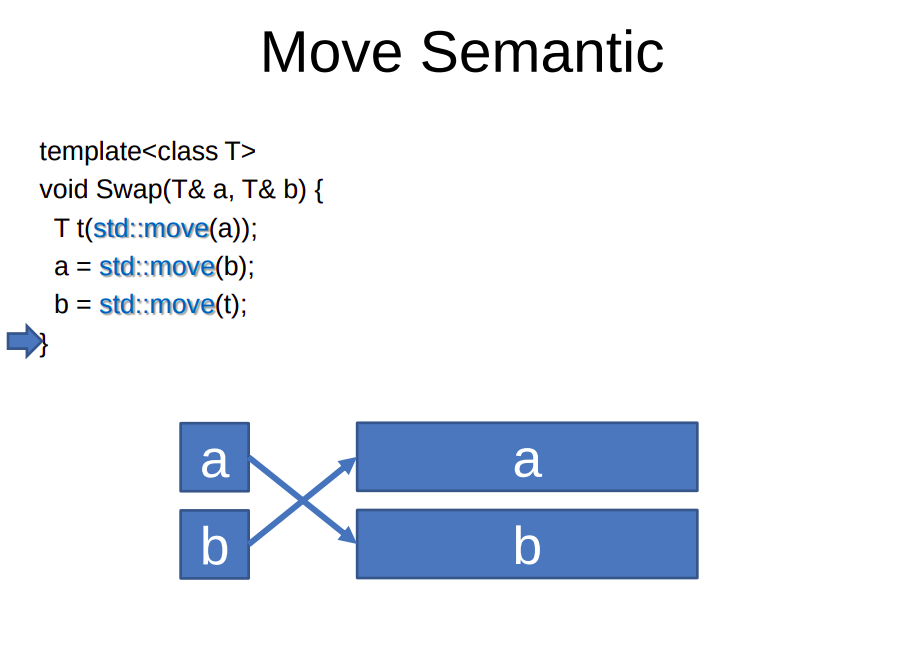 Move Semantic
template<class T>
void Swap(T& a, T& b) {
T t(std::move(a));
a = std::move(b);
b = std::move(t);
}
a
a
b
b